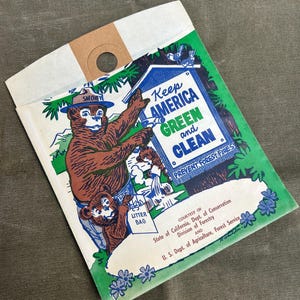 SMOKEY
Keep
AMERICA
GREEN
and
CLEAN
PREVENT FOREST FIRES
LITTER
BAG
COURTESY OF
State of California, Dept. of Conservation
Division of Forestry
AND
U. S. Dept. of Agriculture, Forest Service